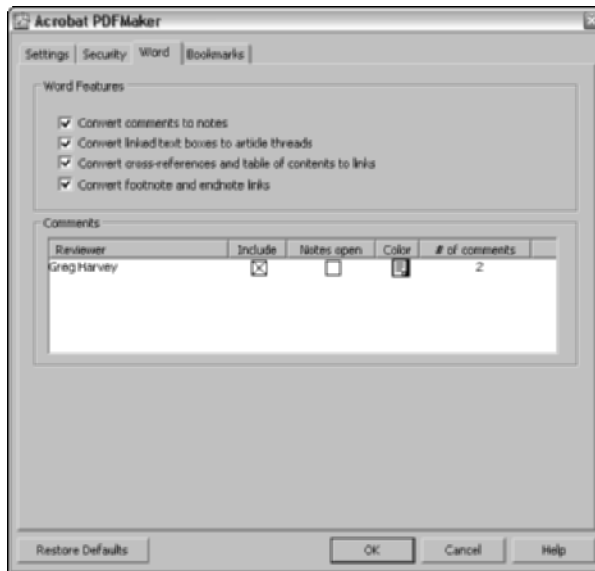 Acrobat PDFMaker
Settings Security Word Bookmarks
Word Features
Convert comments to notes
Convert linked text boxes to article threads
Convert cross-references and table of contents to links
Convert footnote and endnote links
Comments
Reviewer Include Notes open Color # of comments
Greg Harvey 2
Restore Defaults OK Cancel Help